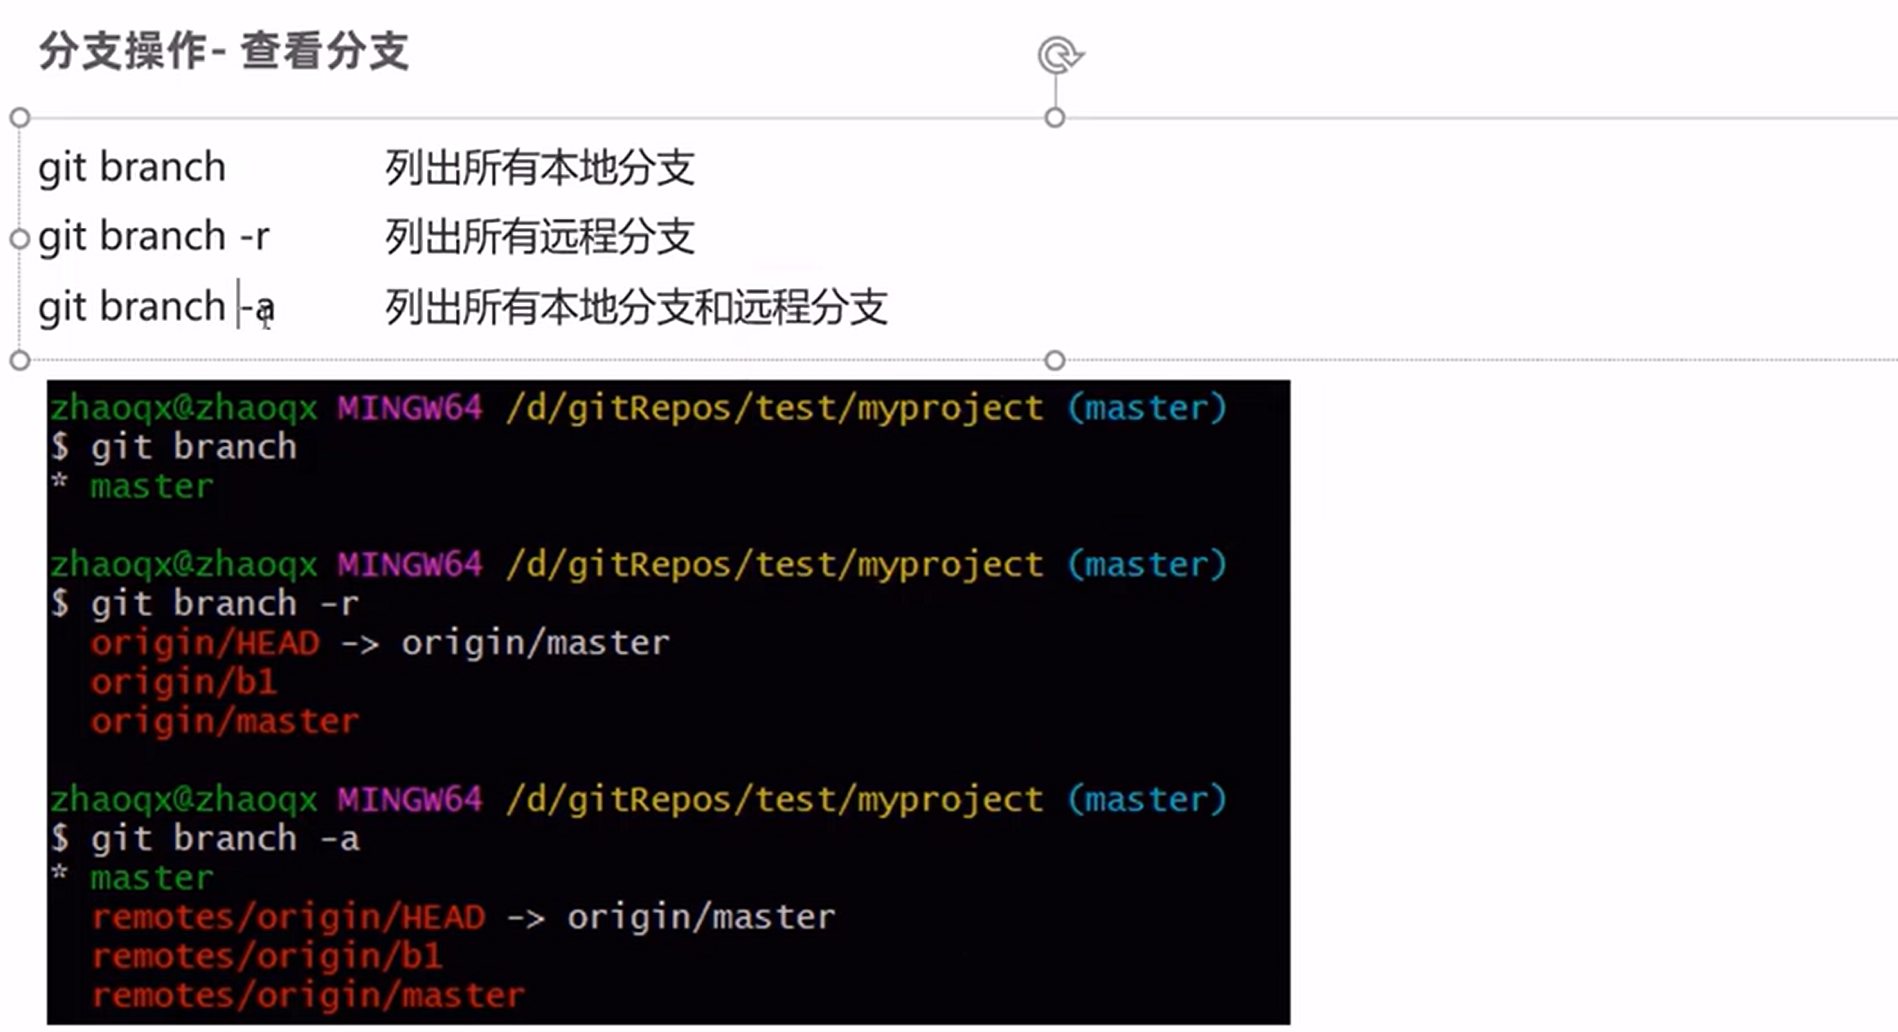 分支操作- 查看分支
git branch 列出所有本地分支
git branch -r 列出所有远程分支
git branch -a 列出所有本地分支和远程分支
zhaoqx@zhaoqx MINGW64 /d/gitRepos/test/myproject (master)
$ git branch
* master
zhaoqx@zhaoqx MINGW64 /d/gitRepos/test/myproject (master)
$ git branch -r
origin/HEAD -> origin/master
origin/b1
origin/master
zhaoqx@zhaoqx MINGW64 /d/gitRepos/test/myproject (master)
$ git branch -a
* master
remotes/origin/HEAD -> origin/master
remotes/origin/b1
remotes/origin/master